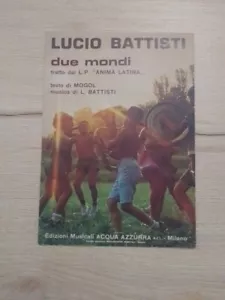 LUCIO BATTISTI
due mondi
tratto dal L.P. "ANIMA LATINA"
testo di MOGOL
musica di L. BATTISTI
Edizioni Musicali ACQUA AZZURRA Milano